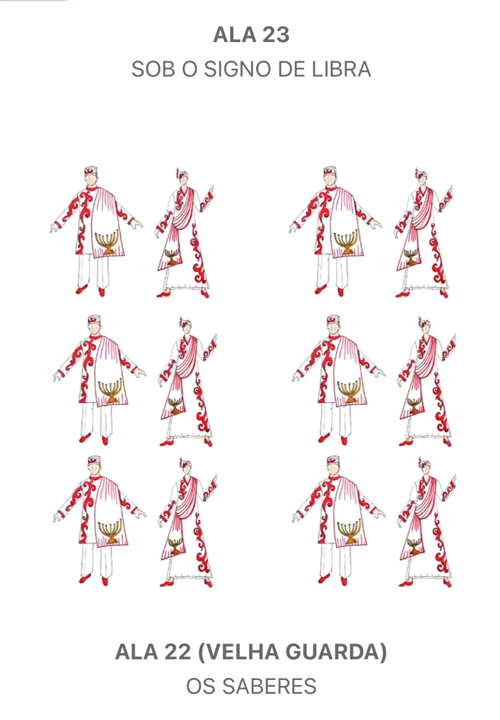 ALA 23
SOB O SIGNO DE LIBRA
ALA 22 (VELHA GUARDA)
OS SABERES